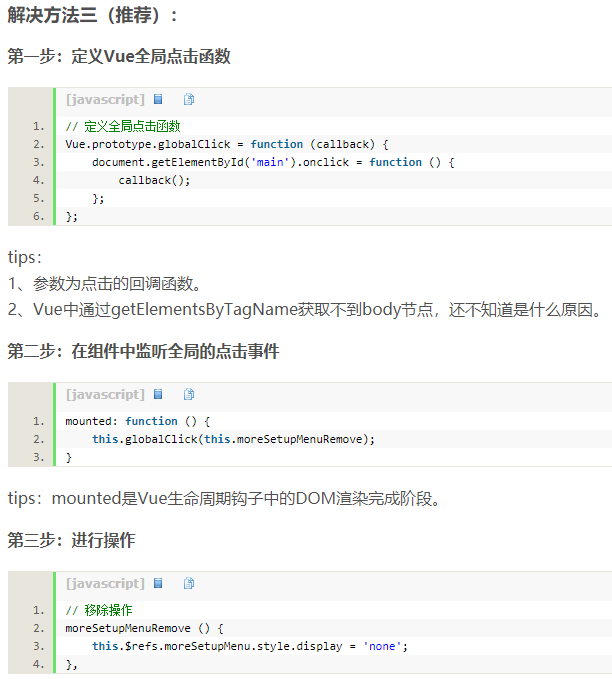 解决方法三（推荐）：
第一步：定义Vue全局点击函数
[javascript]
1. // 定义全局点击函数
2. Vue.prototype.globalClick = function (callback) {
3.     document.getElementById('main').onclick = function () {
4.         callback();
5.     };
6. };
tips：
1、参数为点击的回调函数。
2、Vue中通过getElementsByTagName获取不到body节点，还不知道是什么原因。
第二步：在组件中监听全局的点击事件
[javascript]
1. mounted: function () {
2.     this.globalClick(this.moreSetupMenuRemove);
3. }
tips：mounted是Vue生命周期钩子中的DOM渲染完成阶段。
第三步：进行操作
[javascript]
1. // 移除操作
2. moreSetupMenuRemove () {
3.     this.$refs.moreSetupMenu.style.display = 'none';
4. },